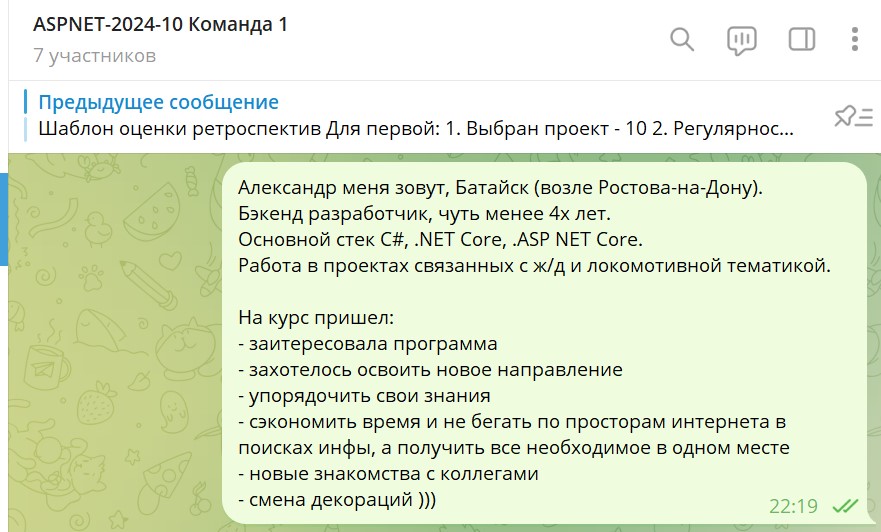 ASPNET-2024-10 Команда 1
7 участников
Предыдущее сообщение
Шаблон оценки ретроспектив Для первой: 1. Выбран проект - 10 2. Регулярнос...
Александр меня зовут, Батайск (возле Ростова-на-Дону).
Бэкенд разработчик, чуть менее 4х лет.
Основной стек C#, .NET Core, .ASP NET Core.
Работа в проектах связанных с ж/д и локомотивной тематикой.
На курс пришел:
- заитересовала программа
- захотелось освоить новое направление
- упорядочить свои знания
- сэкономить время и не бегать по просторам интернета в
поисках инфы, а получить все необходимое в одном месте
- новые знакомства с коллегами
- смена декораций )))
22:19